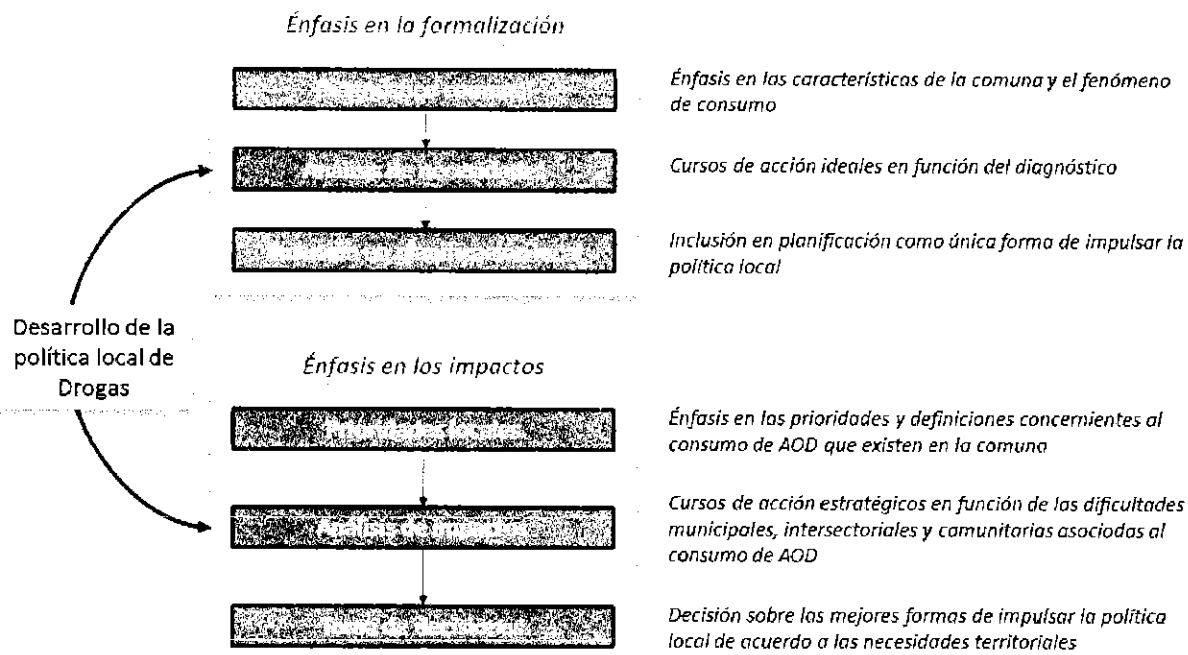 Énfasis en la formalización
Énfasis en las características de la comuna y el fenómeno
de consumo
Cursos de acción ideales en función del diagnóstico
Inclusión en planificación como única forma de impulsar la
política local
Desarrollo de la
política local de
Drogas
Énfasis en los impactos
Énfasis en las prioridades y definiciones concernientes al
consumo de AOD que existen en la comuna
Cursos de acción estratégicos en función de las dificultades
municipales, intersectoriales y comunitarias asociadas al
consumo de AOD
Decisión sobre las mejores formas de impulsar la política
local de acuerdo a las necesidades territoriales